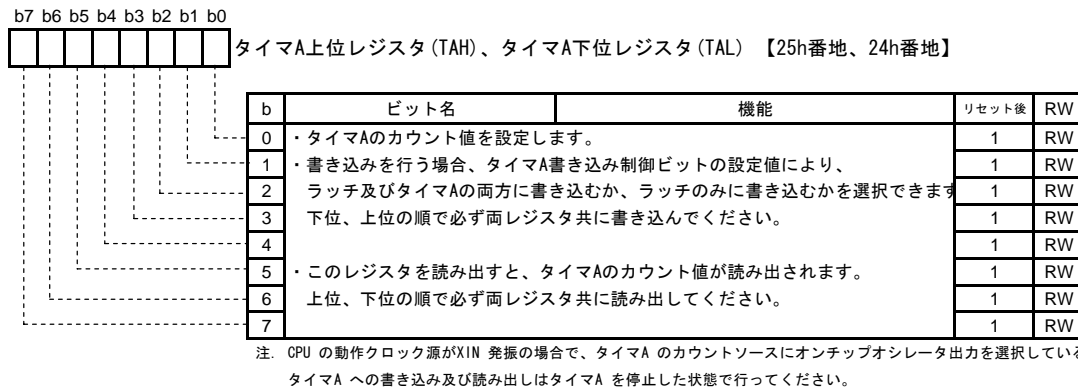 b7 b6 b5 b4 b3 b2 b1 b0
タイマA上位レジスタ(TAH)、タイマA下位レジスタ(TAL) 【25h番地、24h番地】
b ビット名 機能 リセット後 RW
0 ・タイマAのカウント値を設定します。 1 RW
1 ・書き込みを行う場合、タイマA書き込み制御ビットの設定値により、 1 RW
2 ラッチ及びタイマAの両方に書き込むか、ラッチのみに書き込むかを選択できます 1 RW
3 下位、上位の順で必ず両レジスタ共に書き込んでください。 1 RW
4 1 RW
5 ・このレジスタを読み出すと、タイマAのカウント値が読み出されます。 1 RW
6 上位、下位の順で必ず両レジスタ共に読み出してください。 1 RW
7 1 RW
注. CPU の動作クロック源がXIN 発振の場合で、タイマA のカウントソースにオンチップオシレータ出力を選択している
タイマA への書き込み及び読み出しはタイマA を停止した状態で行ってください。